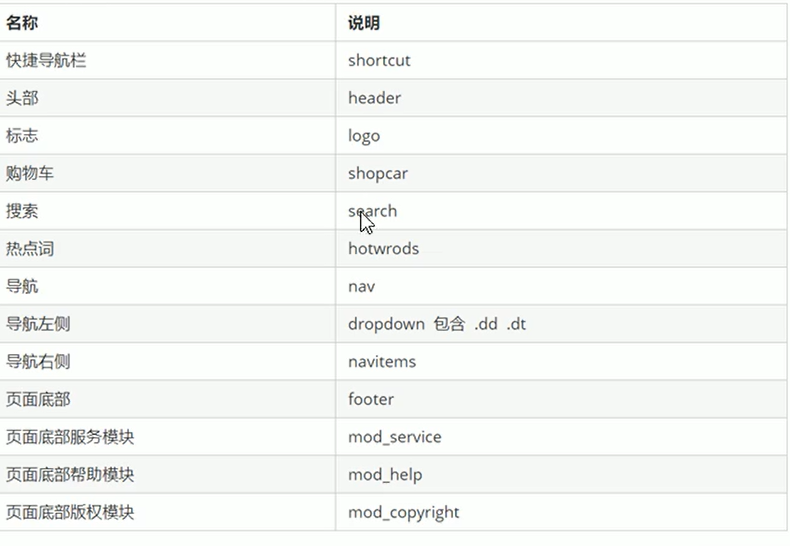 名称 说明
快捷导航栏 shortcut
头部 header
标志 logo
购物车 shopcar
搜索 search
热点词 hotwrods
导航 nav
导航左侧 dropdown 包含 .dd .dt
导航右侧 navitems
页面底部 footer
页面底部服务模块 mod_service
页面底部帮助模块 mod_help
页面底部版权模块 mod_copyright